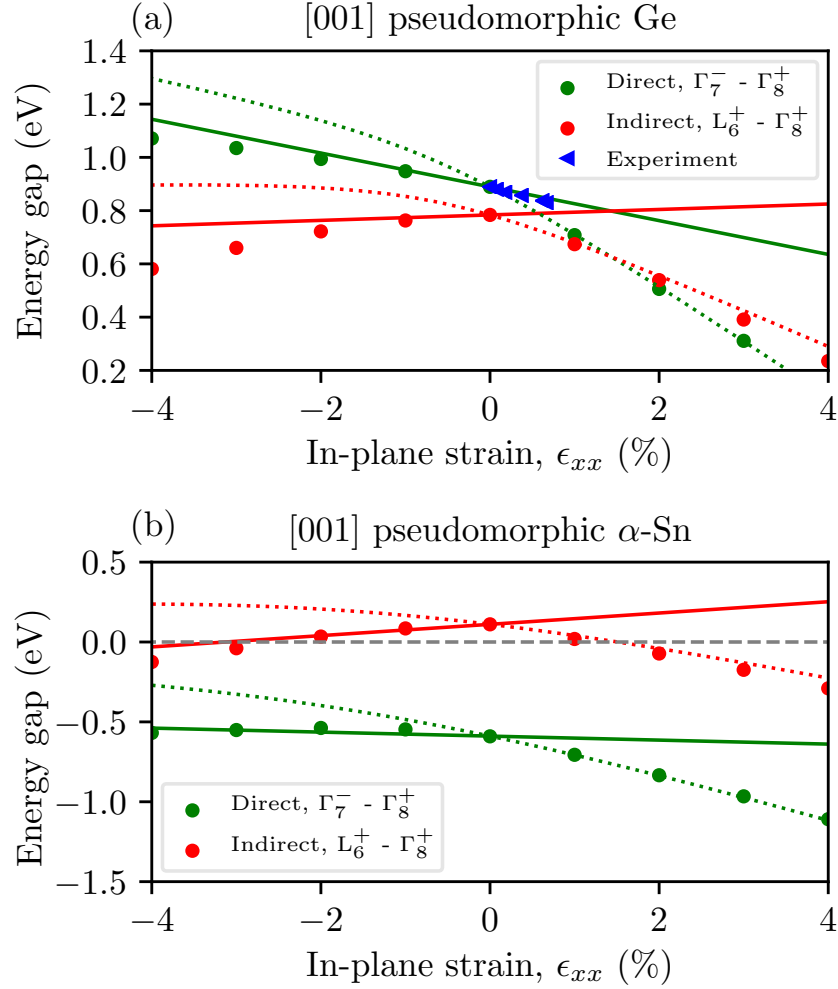 (a) [001] pseudomorphic Ge
Energy gap (eV)
1.4
1.2
1.0
0.8
0.6
0.4
0.2
Direct, Γ₇⁻ - Γ₈⁺
Indirect, L₆⁺ - Γ₈⁺
Experiment
−4 −2 0 2 4
In-plane strain, ϵₓₓ (%)
(b) [001] pseudomorphic α-Sn
Energy gap (eV)
0.5
0.0
−0.5
−1.0
−1.5
Direct, Γ₇⁻ - Γ₈⁺
Indirect, L₆⁺ - Γ₈⁺
−4 −2 0 2 4
In-plane strain, ϵₓₓ (%)